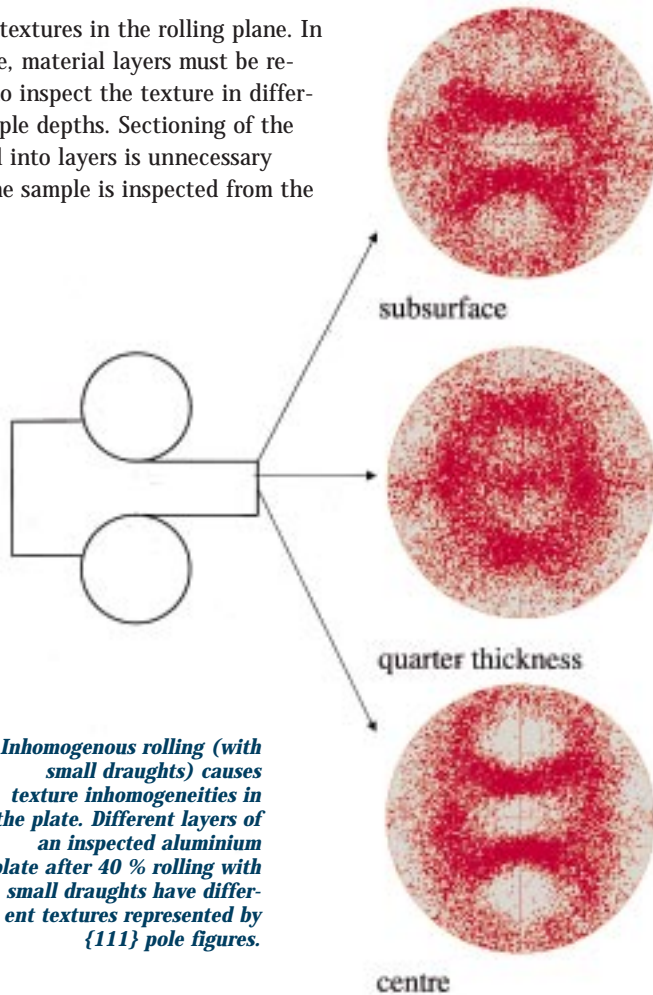 textures in the rolling plane. In
e, material layers must be re-
o inspect the texture in differ-
ple depths. Sectioning of the
l into layers is unnecessary
ne sample is inspected from the
subsurface
quarter thickness
Inhomogenous rolling (with
small draughts) causes
texture inhomogeneities in
the plate. Different layers of
an inspected aluminium
plate after 40 % rolling with
small draughts have differ-
ent textures represented by
{111} pole figures.
centre